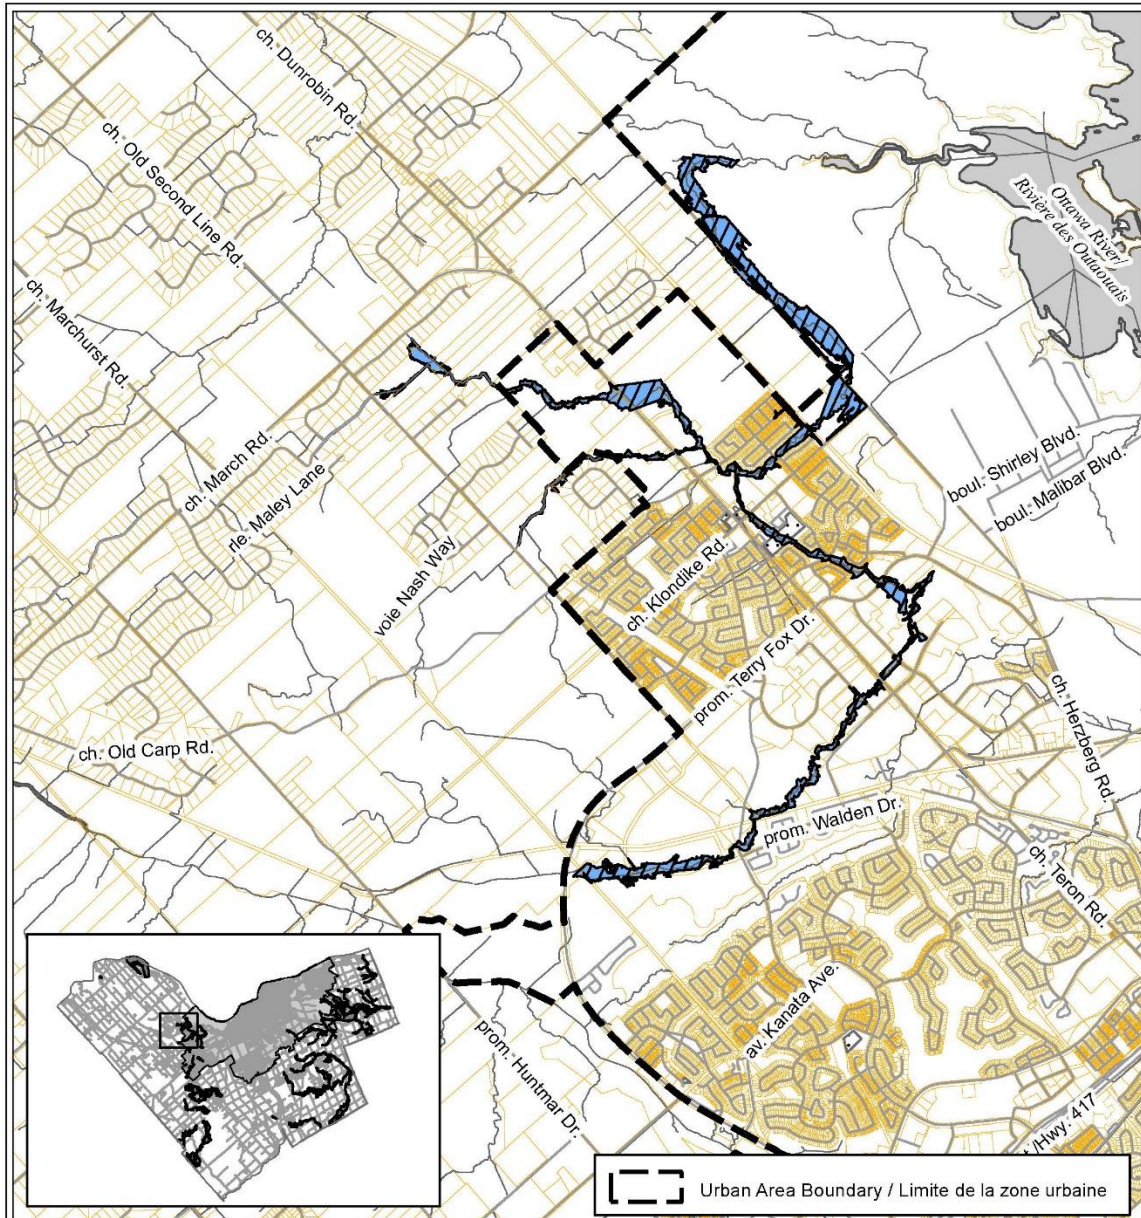 ch. Dunrobin Rd.
ch. Old Second Line Rd.
Ottawa River/
Rivière des Outaouais
ch. Marchurst Rd.
ch. March Rd.
rle. Maley Lane
boul. Shirley Blvd.
boul. Malibar Blvd.
voie Nash Way
ch. Klondike Rd.
prom. Terry Fox Dr.
ch. Herzberg Rd.
ch. Old Carp Rd.
prom. Walden Dr.
ch. Teron Rd.
av. Kanata Ave.
prom. Huntmar Dr.
/Hwy. 417
Urban Area Boundary / Limite de la zone urbaine